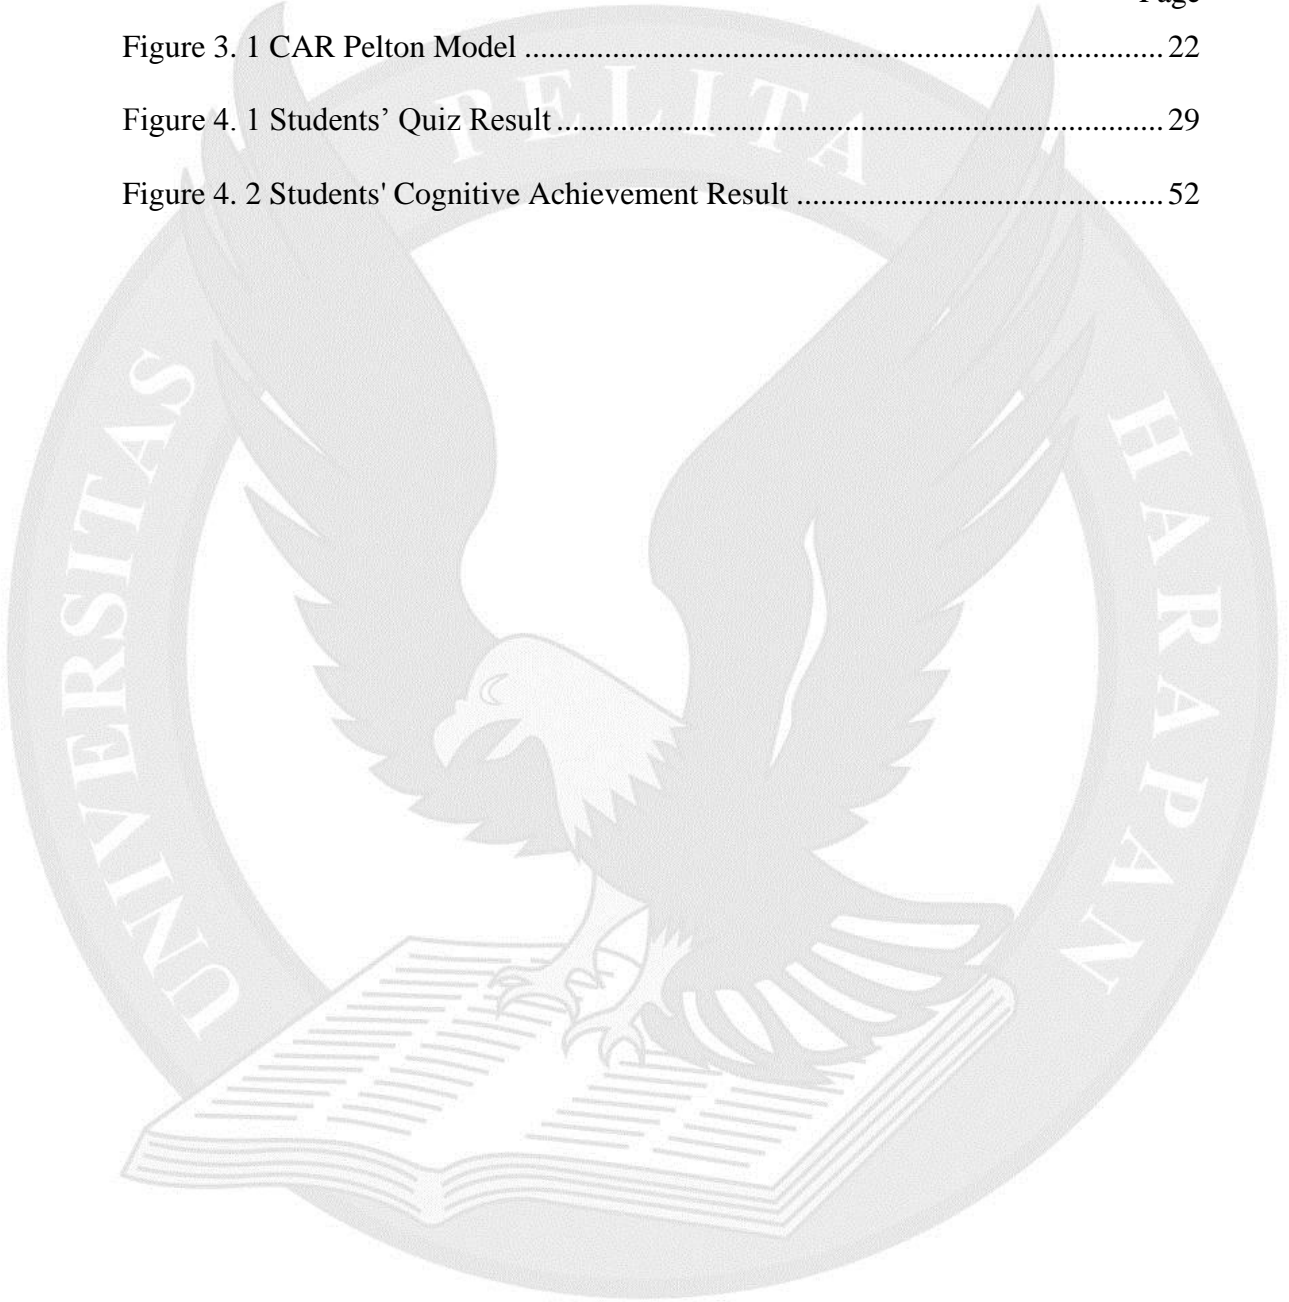 Page
Figure 3. 1 CAR Pelton Model ................................................................................ 22
Figure 4. 1 Students’ Quiz Result ............................................................................ 29
Figure 4. 2 Students' Cognitive Achievement Result .............................................. 52
UNIVERSITAS PELITA HARAPAN